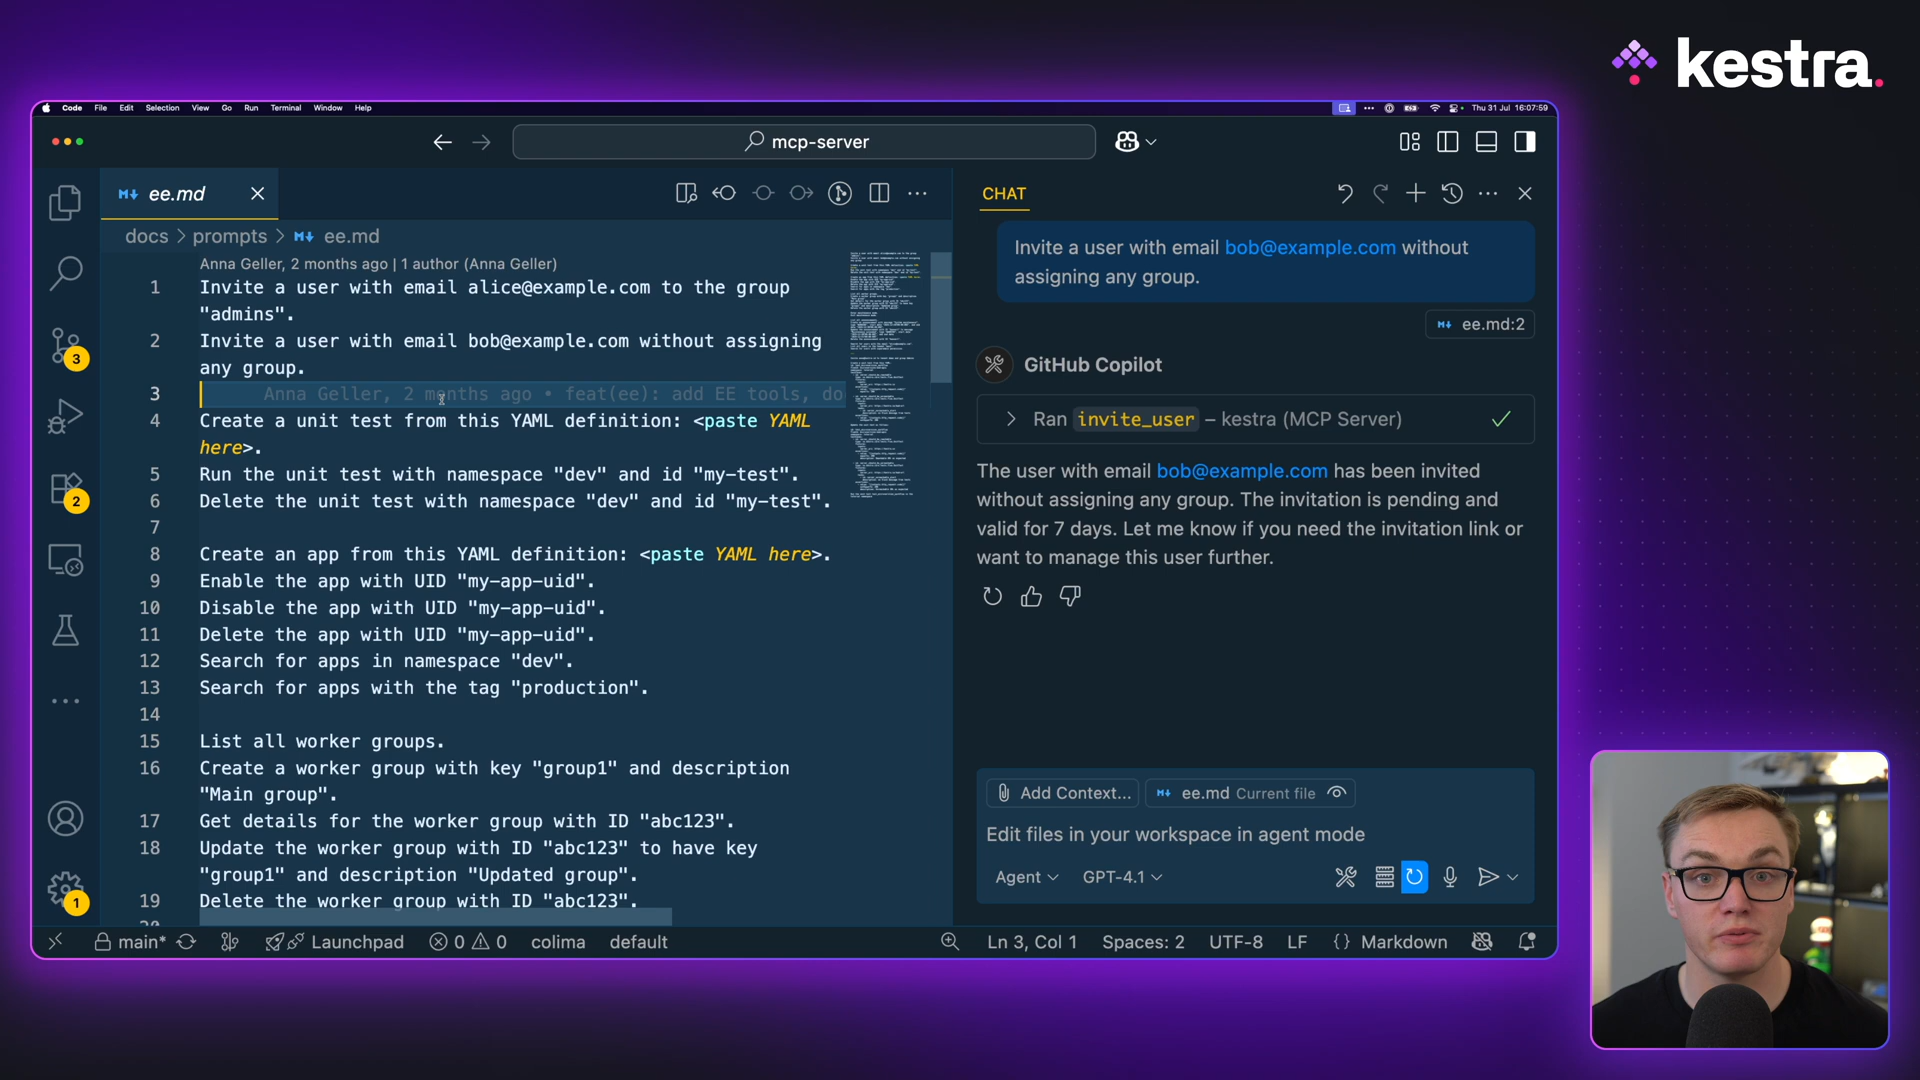 kestra.
Code File Edit Selection View Go Run Terminal Window Help
Thu 31 Jul 16:07:59
mcp-server
ee.md
docs > prompts > ee.md
Anna Geller, 2 months ago | 1 author (Anna Geller)
1 Invite a user with email alice@example.com to the group
"admins".
2 Invite a user with email bob@example.com without assigning
any group.
3 Anna Geller, 2 months ago • feat(ee): add EE tools, do
4 Create a unit test from this YAML definition: <paste YAML
here>.
5 Run the unit test with namespace "dev" and id "my-test".
6 Delete the unit test with namespace "dev" and id "my-test".
7
8 Create an app from this YAML definition: <paste YAML here>.
9 Enable the app with UID "my-app-uid".
10 Disable the app with UID "my-app-uid".
11 Delete the app with UID "my-app-uid".
12 Search for apps in namespace "dev".
13 Search for apps with the tag "production".
14
15 List all worker groups.
16 Create a worker group with key "group1" and description
"Main group".
17 Get details for the worker group with ID "abc123".
18 Update the worker group with ID "abc123" to have key
"group1" and description "Updated group".
19 Delete the worker group with ID "abc123".
3
2
1
CHAT
Invite a user with email bob@example.com without
assigning any group.
ee.md:2
GitHub Copilot
Ran invite_user – kestra (MCP Server)
The user with email bob@example.com has been invited
without assigning any group. The invitation is pending and
valid for 7 days. Let me know if you need the invitation link or
want to manage this user further.
Add Context...
ee.md Current file
Edit files in your workspace in agent mode
Agent
GPT-4.1
main* Launchpad 0 0 colima default
Ln 3, Col 1 Spaces: 2 UTF-8 LF {} Markdown